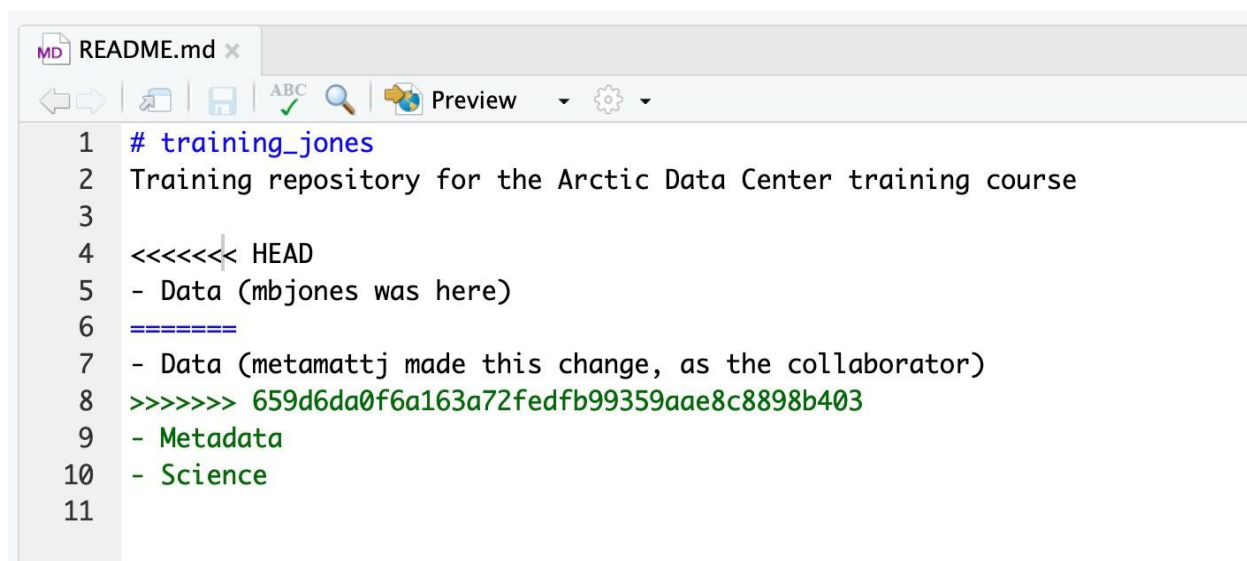 MD README.md ×
ABC Preview
1 # training_jones
2 Training repository for the Arctic Data Center training course
3
4 <<<<<<< HEAD
5 - Data (mbjones was here)
6 =======
7 - Data (metamattj made this change, as the collaborator)
8 >>>>>>> 659d6da0f6a163a72fedfb99359aae8c8898b403
9 - Metadata
10 - Science
11